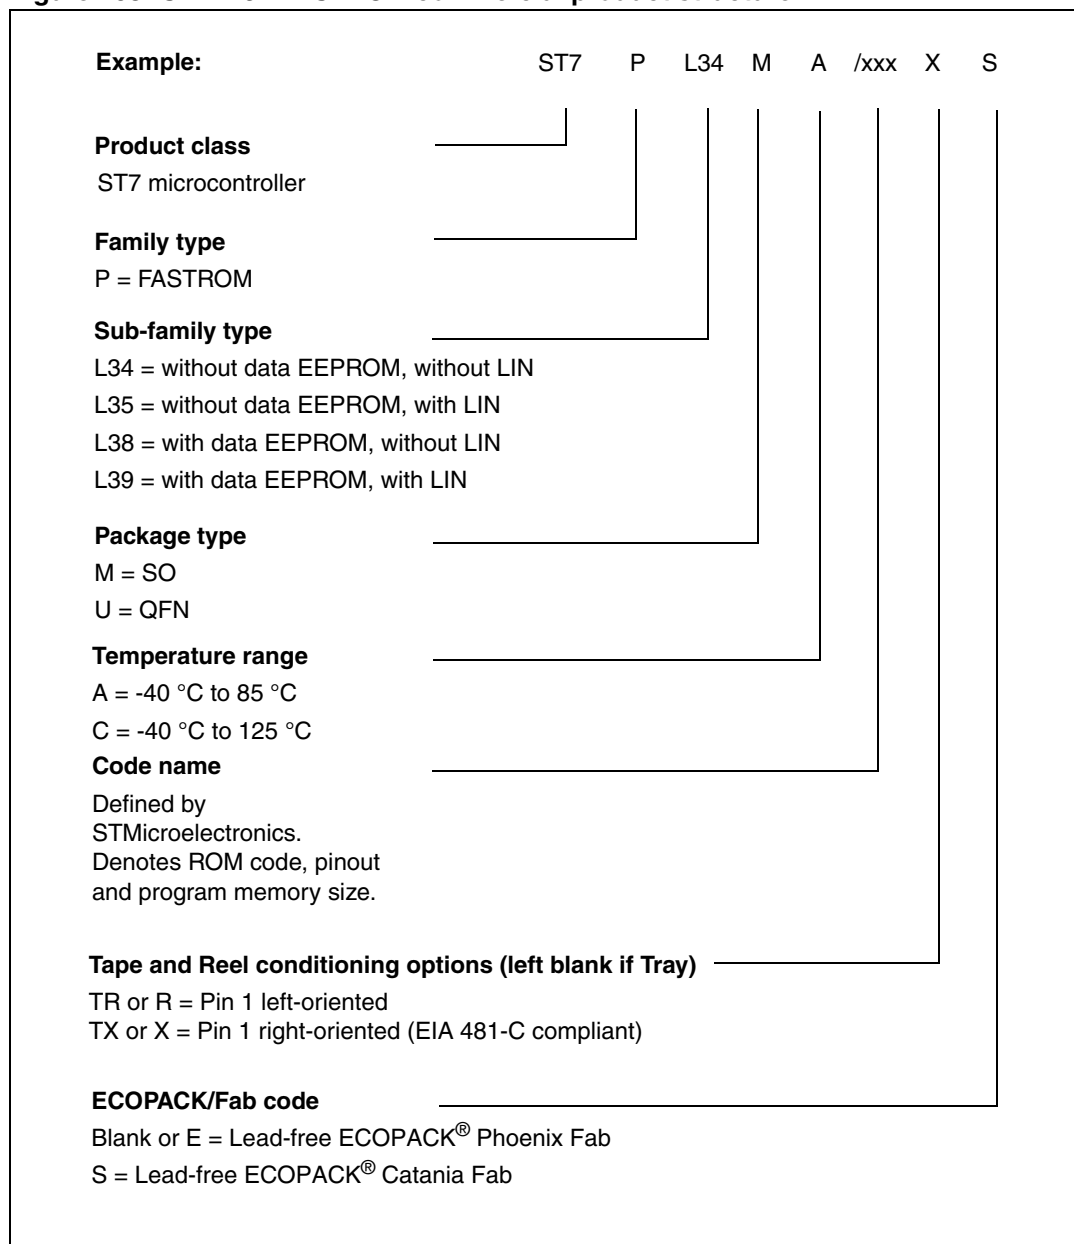 Example: ST7 P L34 M A /xxx X S
Product class
ST7 microcontroller
Family type
P = FASTROM
Sub-family type
L34 = without data EEPROM, without LIN
L35 = without data EEPROM, with LIN
L38 = with data EEPROM, without LIN
L39 = with data EEPROM, with LIN
Package type
M = SO
U = QFN
Temperature range
A = -40 °C to 85 °C
C = -40 °C to 125 °C
Code name
Defined by
STMicroelectronics.
Denotes ROM code, pinout
and program memory size.
Tape and Reel conditioning options (left blank if Tray)
TR or R = Pin 1 left-oriented
TX or X = Pin 1 right-oriented (EIA 481-C compliant)
ECOPACK/Fab code
Blank or E = Lead-free ECOPACK® Phoenix Fab
S = Lead-free ECOPACK® Catania Fab